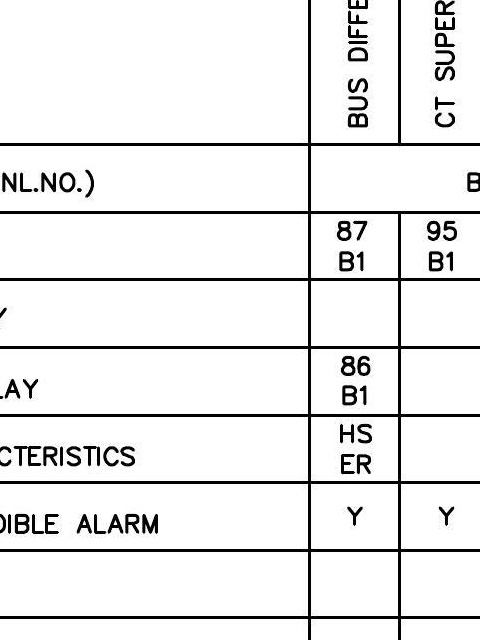 BUS DIFFE
CT SUPER
NL.NO.)
B
87
B1
95
B1
Y
86
B1
LAY
HS
ER
CTERISTICS
DIBLE ALARM
Y
Y